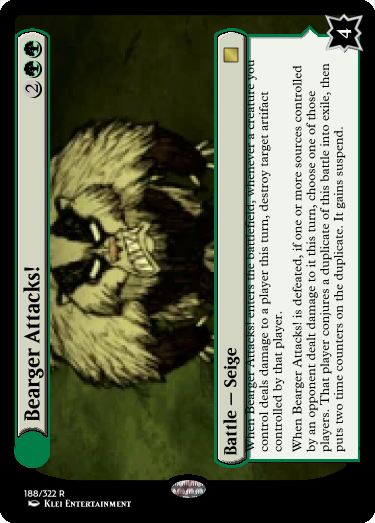 Bearger Attacks!
2
Battle – Seige
When Bearger Attacks! enters the battlefield, whenever a creature you
control deals damage to a player this turn, destroy target artifact
controlled by that player.
When Bearger Attacks! is defeated, if one or more sources controlled
by an opponent dealt damage to it this turn, choose one of those
players. That player conjures a duplicate of this battle into exile, then
puts two time counters on the duplicate. It gains suspend.
4
188/322 R
Klei Entertainment